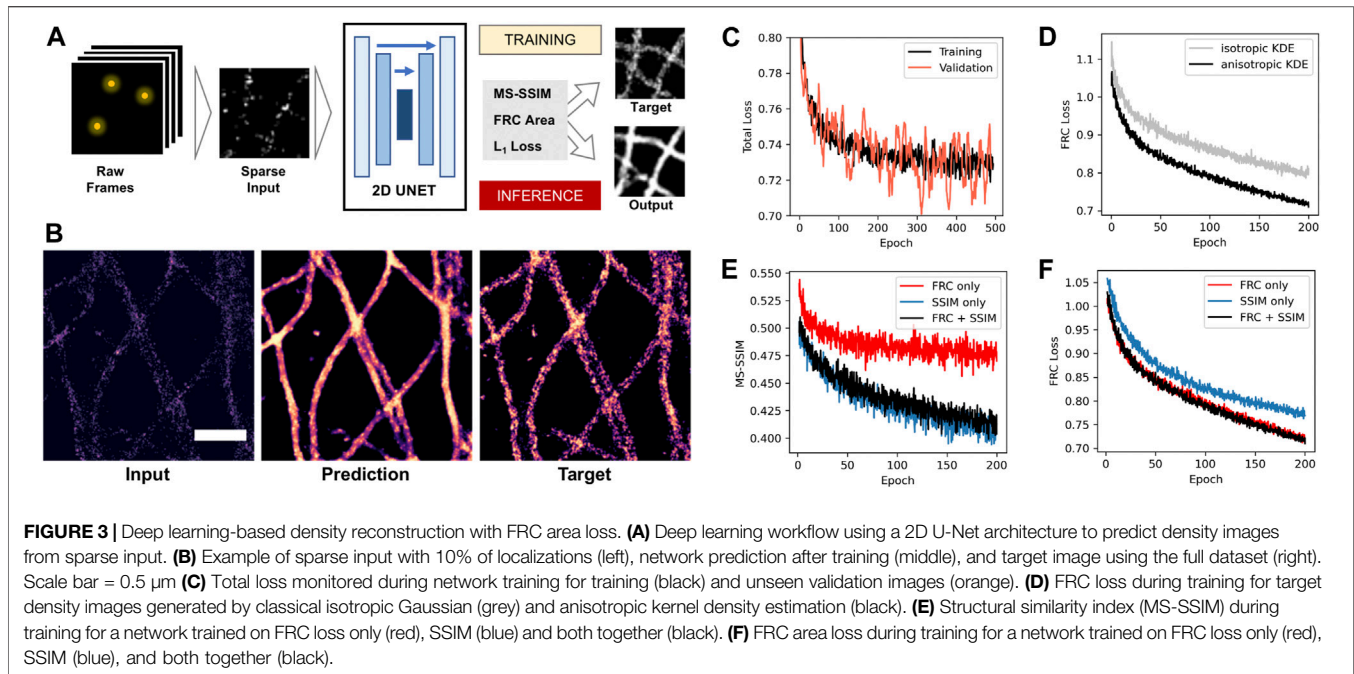 A
Raw
Frames
Sparse
Input
2D UNET
TRAINING
MS-SSIM
FRC Area
L₁ Loss
INFERENCE
Target
Output
B
Input
Prediction
Target
C
Total Loss
0.80
0.78
0.76
0.74
0.72
0.70
Training
Validation
0 100 200 300 400 500
Epoch
D
FRC Loss
1.1
1.0
0.9
0.8
0.7
isotropic KDE
anisotropic KDE
0 50 100 150 200
Epoch
E
MS-SSIM
0.550
0.525
0.500
0.475
0.450
0.425
0.400
FRC only
SSIM only
FRC + SSIM
0 50 100 150 200
Epoch
F
FRC Loss
1.05
1.00
0.95
0.90
0.85
0.80
0.75
0.70
FRC only
SSIM only
FRC + SSIM
0 50 100 150 200
Epoch
FIGURE 3 | Deep learning-based density reconstruction with FRC area loss. (A) Deep learning workflow using a 2D U-Net architecture to predict density images
from sparse input. (B) Example of sparse input with 10% of localizations (left), network prediction after training (middle), and target image using the full dataset (right).
Scale bar = 0.5 μm (C) Total loss monitored during network training for training (black) and unseen validation images (orange). (D) FRC loss during training for target
density images generated by classical isotropic Gaussian (grey) and anisotropic kernel density estimation (black). (E) Structural similarity index (MS-SSIM) during
training for a network trained on FRC loss only (red), SSIM (blue) and both together (black). (F) FRC area loss during training for a network trained on FRC loss only (red),
SSIM (blue), and both together (black).